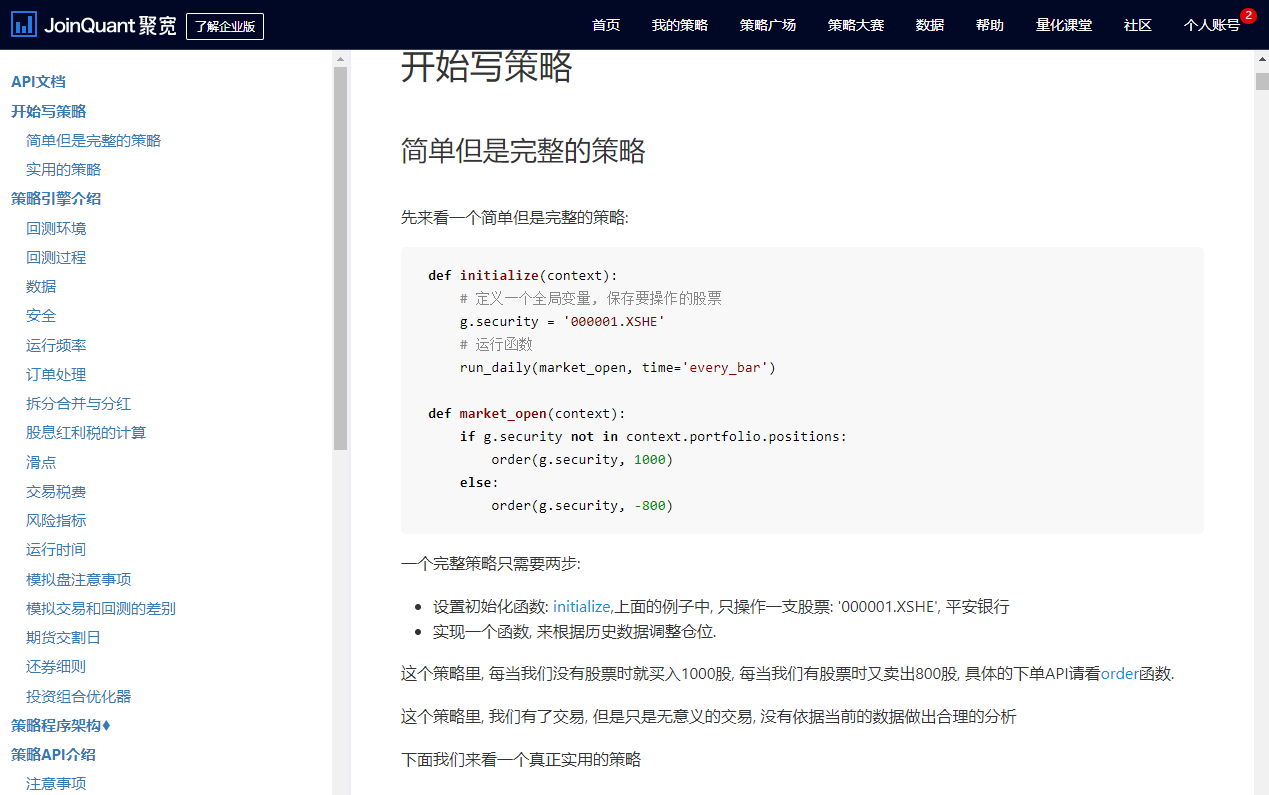 JoinQuant 聚宽 了解企业版 首页 我的策略 策略广场 策略大赛 数据 帮助 量化课堂 社区 个人账号 2
API文档
开始写策略
简单但是完整的策略
实用的策略
策略引擎介绍
回测环境
回测过程
数据
安全
运行频率
订单处理
拆分合并与分红
股息红利税的计算
滑点
交易税费
风险指标
运行时间
模拟盘注意事项
模拟交易和回测的差别
期货交割日
还券细则
投资组合优化器
策略程序架构♦
策略API介绍
注意事项
开始写策略
简单但是完整的策略
先来看一个简单但是完整的策略:
def initialize(context):
    # 定义一个全局变量, 保存要操作的股票
    g.security = '000001.XSHE'
    # 运行函数
    run_daily(market_open, time='every_bar')
def market_open(context):
    if g.security not in context.portfolio.positions:
        order(g.security, 1000)
    else:
        order(g.security, -800)
一个完整策略只需要两步:
• 设置初始化函数: initialize,上面的例子中, 只操作一支股票: '000001.XSHE', 平安银行
• 实现一个函数, 来根据历史数据调整仓位.
这个策略里, 每当我们没有股票时就买入1000股, 每当我们有股票时又卖出800股, 具体的下单API请看order函数.
这个策略里, 我们有了交易, 但是只是无意义的交易, 没有依据当前的数据做出合理的分析
下面我们来看一个真正实用的策略